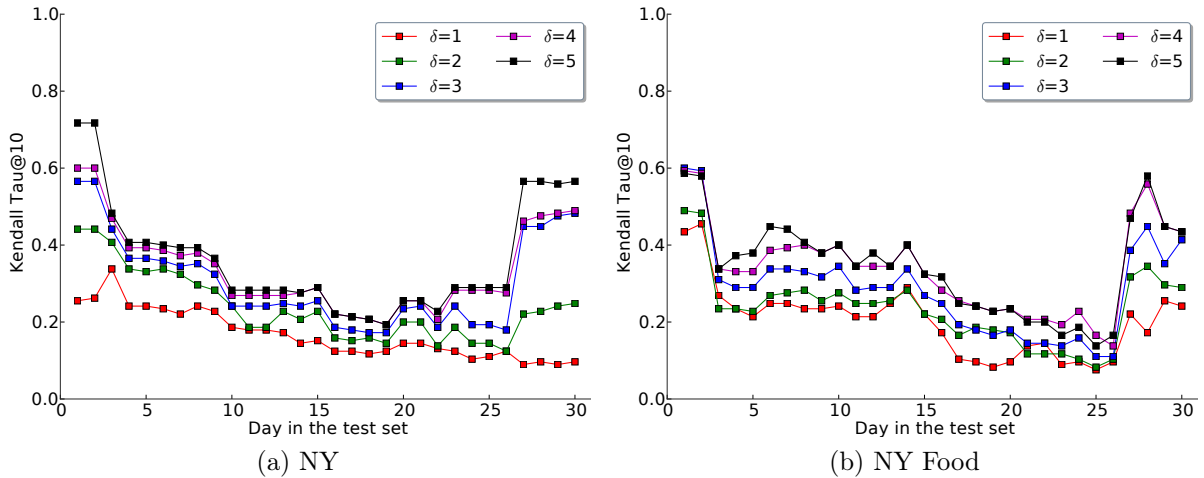 1.0
0.8
0.6
0.4
0.2
0.0
Kendall Tau@10
δ=1 δ=4
δ=2 δ=5
δ=3
0 5 10 15 20 25 30
Day in the test set
(a) NY
1.0
0.8
0.6
0.4
0.2
0.0
Kendall Tau@10
δ=1 δ=4
δ=2 δ=5
δ=3
0 5 10 15 20 25 30
Day in the test set
(b) NY Food